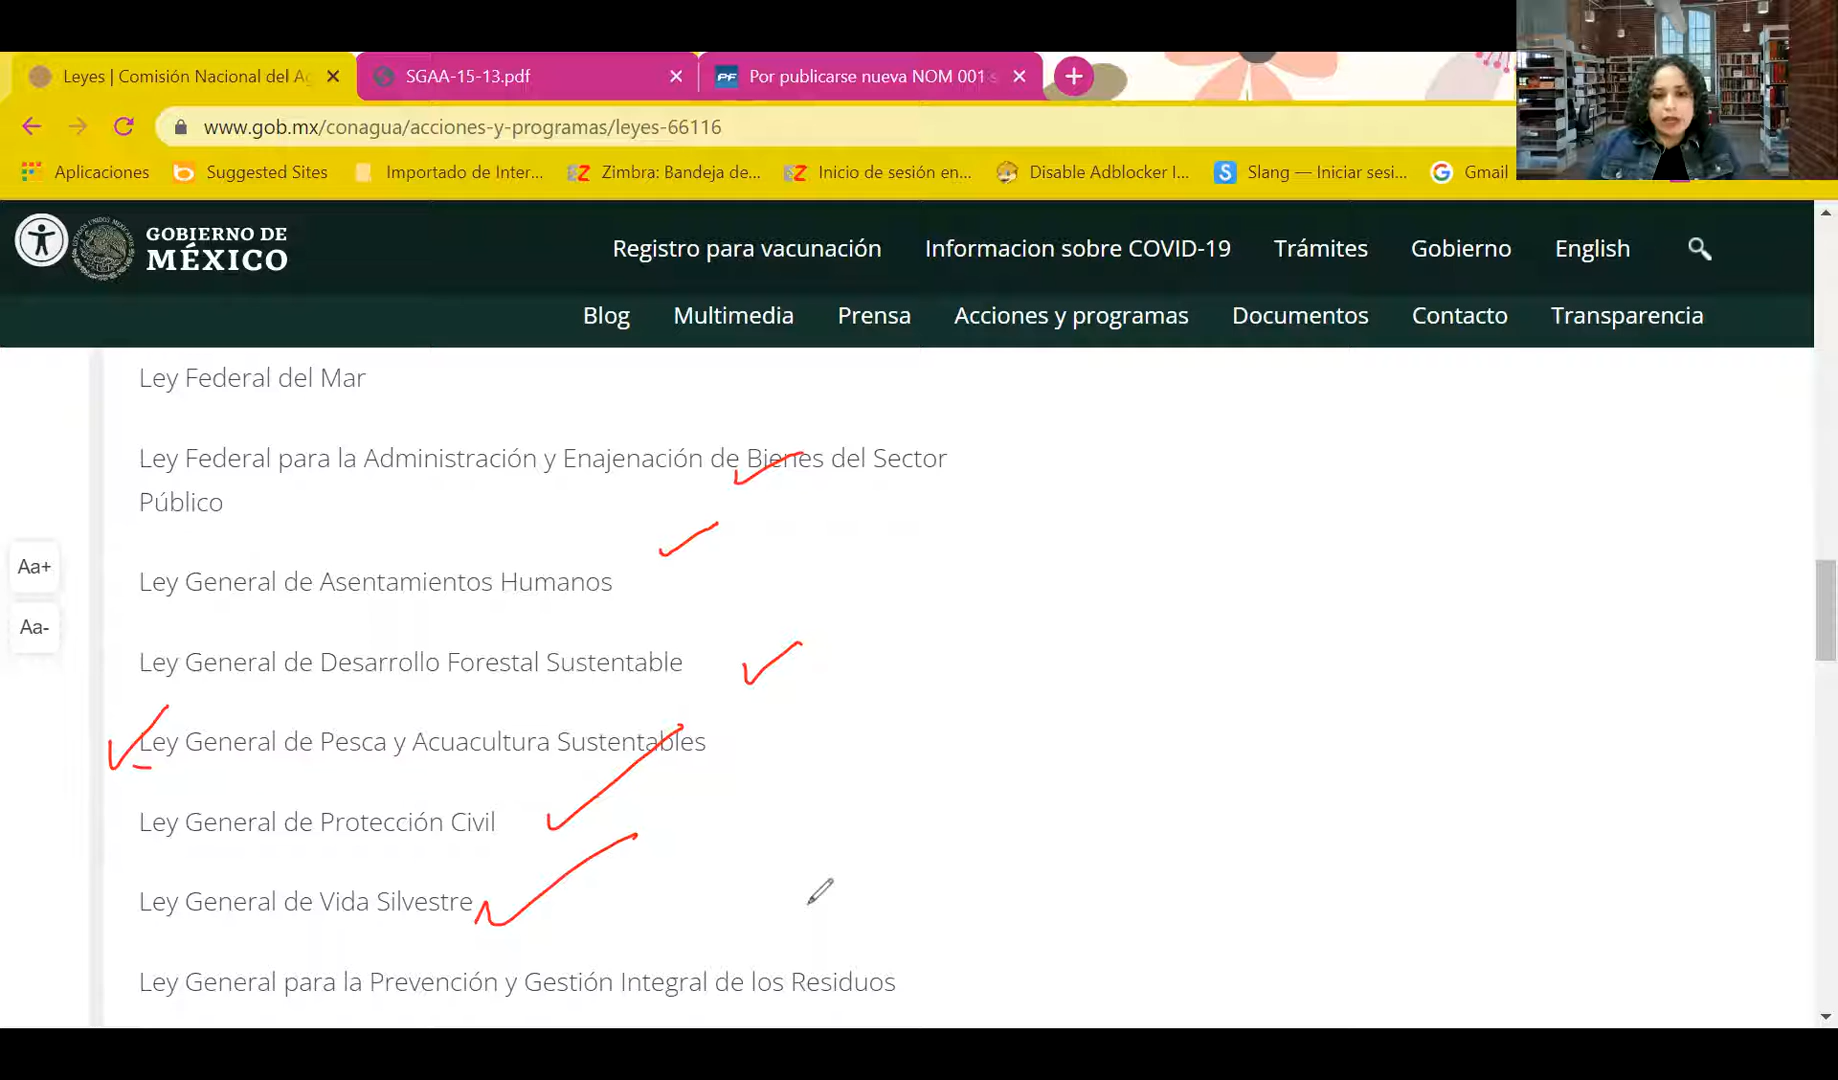 Leyes | Comisión Nacional del Ag
SGAA-15-13.pdf
Por publicarse nueva NOM 001 s
www.gob.mx/conagua/acciones-y-programas/leyes-66116
Aplicaciones
Suggested Sites
Importado de Inter...
Zimbra: Bandeja de...
Inicio de sesión en...
Disable Adblocker I...
Slang — Iniciar sesi...
Gmail
GOBIERNO DE
MÉXICO
Registro para vacunación
Informacion sobre COVID-19
Trámites
Gobierno
English
Blog
Multimedia
Prensa
Acciones y programas
Documentos
Contacto
Transparencia
Ley Federal del Mar
Ley Federal para la Administración y Enajenación de Bienes del Sector
Público
Aa+
Ley General de Asentamientos Humanos
Aa-
Ley General de Desarrollo Forestal Sustentable
Ley General de Pesca y Acuacultura Sustentables
Ley General de Protección Civil
Ley General de Vida Silvestre
Ley General para la Prevención y Gestión Integral de los Residuos